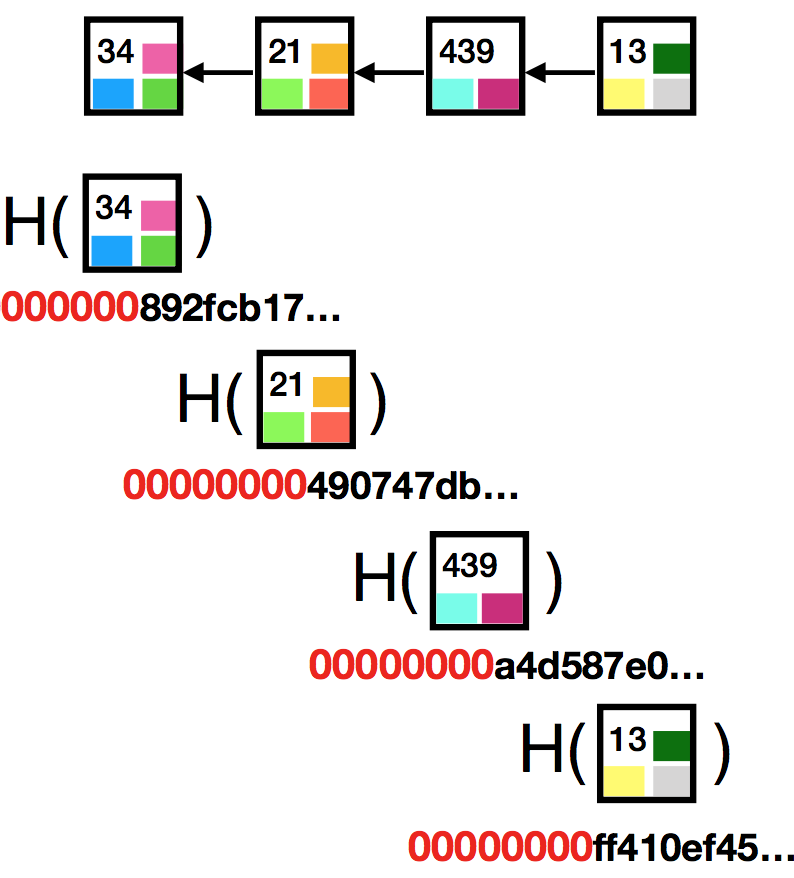 34 21 439 13
H( 34 )
000000892fcb17...
H( 21 )
00000000490747db...
H( 439 )
00000000a4d587e0...
H( 13 )
00000000ff410ef45...